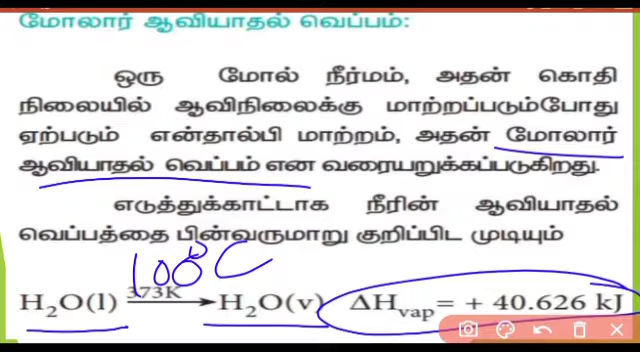 மோலார் ஆவியாதல் வெப்பம்:
ஒரு மோல் நீர்மம், அதன் கொதி
நிலையில் ஆவிநிலைக்கு மாற்றப்படும்போது
ஏற்படும் என்தால்பி மாற்றம், அதன் மோலார்
ஆவியாதல் வெப்பம் என வரையறுக்கப்படுகிறது.
எடுத்துக்காட்டாக நீரின் ஆவியாதல்
வெப்பத்தை பின்வருமாறு குறிப்பிட முடியும்
100°C
373K
H₂O(l) → H₂O(v) ΔHvap = + 40.626 kJ